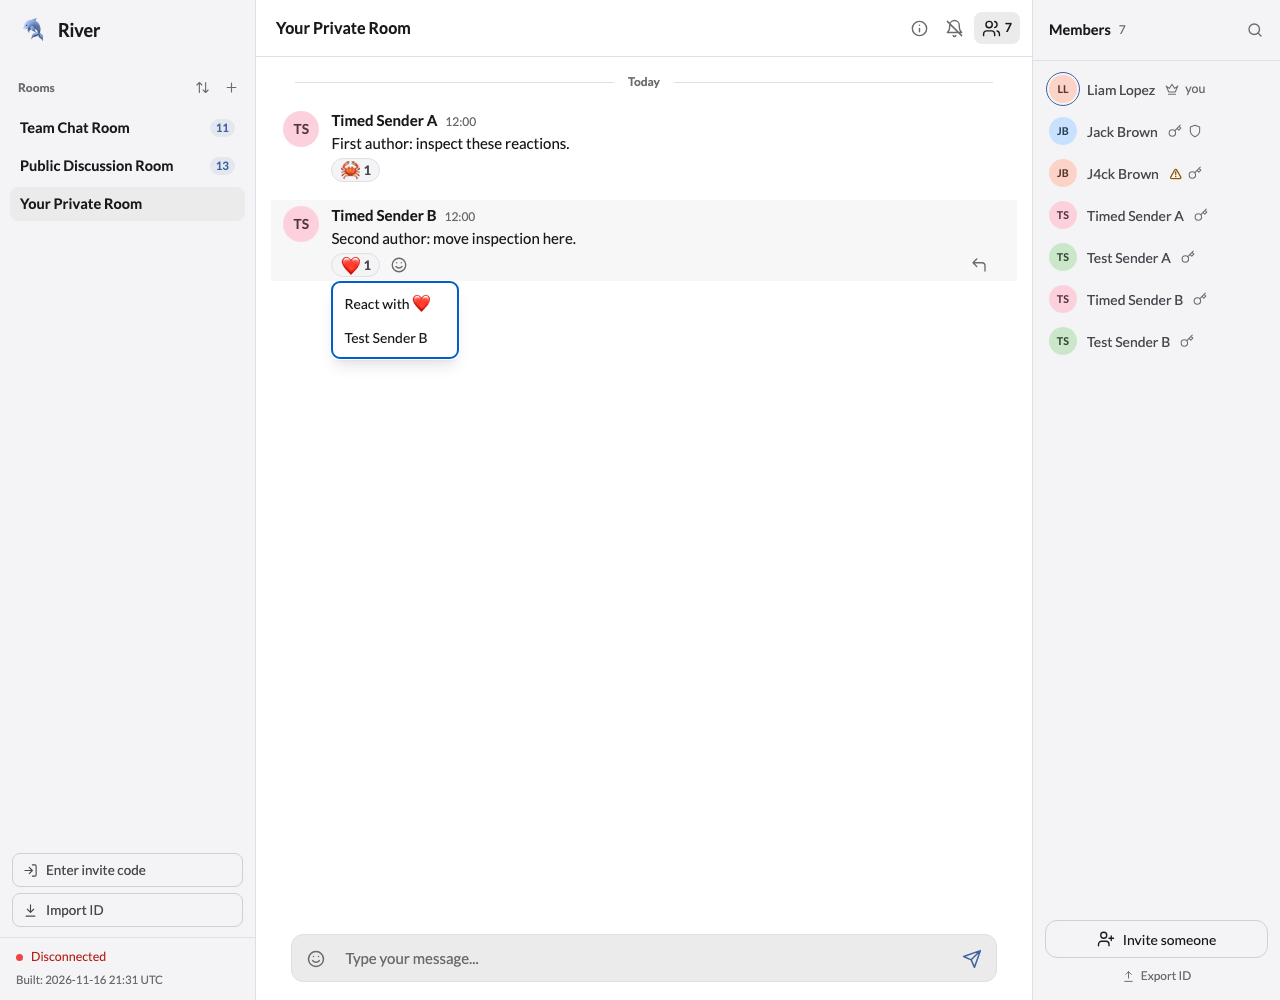 River
Rooms
Team Chat Room 11
Public Discussion Room 13
Your Private Room
Enter invite code
Import ID
Disconnected
Built: 2026-11-16 21:31 UTC
Your Private Room
7
Today
TS
Timed Sender A 12:00
First author: inspect these reactions.
🦀 1
TS
Timed Sender B 12:00
Second author: move inspection here.
❤️ 1
React with ❤️
Test Sender B
Type your message...
Members 7
LL Liam Lopez you
JB Jack Brown
JB J4ck Brown
TS Timed Sender A
TS Test Sender A
TS Timed Sender B
TS Test Sender B
Invite someone
Export ID